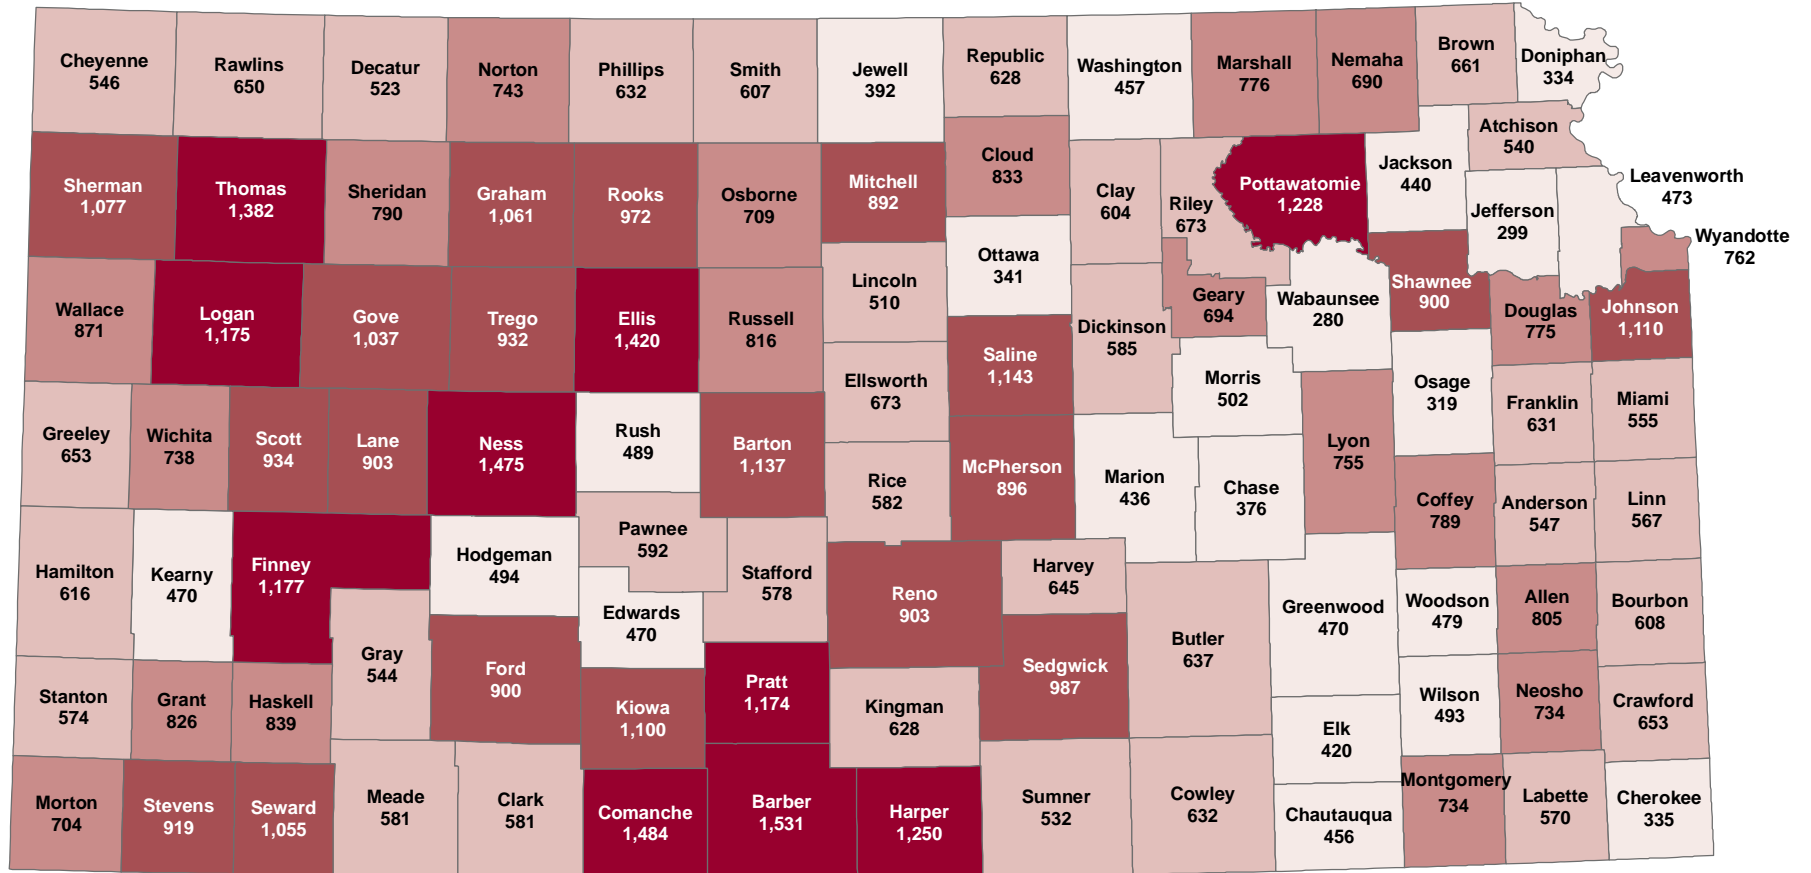 Cheyenne
546
Rawlins
650
Decatur
523
Norton
743
Phillips
632
Smith
607
Jewell
392
Republic
628
Washington
457
Marshall
776
Nemaha
690
Brown
661
Doniphan
334
Sherman
1,077
Thomas
1,382
Sheridan
790
Graham
1,061
Rooks
972
Osborne
709
Mitchell
892
Cloud
833
Clay
604
Riley
673
Pottawatomie
1,228
Jackson
440
Atchison
540
Jefferson
299
Leavenworth
473
Wyandotte
762
Wallace
871
Logan
1,175
Gove
1,037
Trego
932
Ellis
1,420
Russell
816
Lincoln
510
Ottawa
341
Saline
1,143
Dickinson
585
Geary
694
Wabaunsee
280
Shawnee
900
Douglas
775
Johnson
1,110
Ellsworth
673
Morris
502
Osage
319
Franklin
631
Miami
555
Greeley
653
Wichita
738
Scott
934
Lane
903
Ness
1,475
Rush
489
Barton
1,137
Rice
582
McPherson
896
Marion
436
Chase
376
Lyon
755
Coffey
789
Anderson
547
Linn
567
Hamilton
616
Kearny
470
Finney
1,177
Hodgeman
494
Pawnee
592
Edwards
470
Stafford
578
Reno
903
Harvey
645
Butler
637
Greenwood
470
Woodson
479
Allen
805
Bourbon
608
Stanton
574
Grant
826
Haskell
839
Gray
544
Ford
900
Kiowa
1,100
Pratt
1,174
Kingman
628
Sedgwick
987
Elk
420
Wilson
493
Neosho
734
Crawford
653
Morton
704
Stevens
919
Seward
1,055
Meade
581
Clark
581
Comanche
1,484
Barber
1,531
Harper
1,250
Sumner
532
Cowley
632
Chautauqua
456
Montgomery
734
Labette
570
Cherokee
335